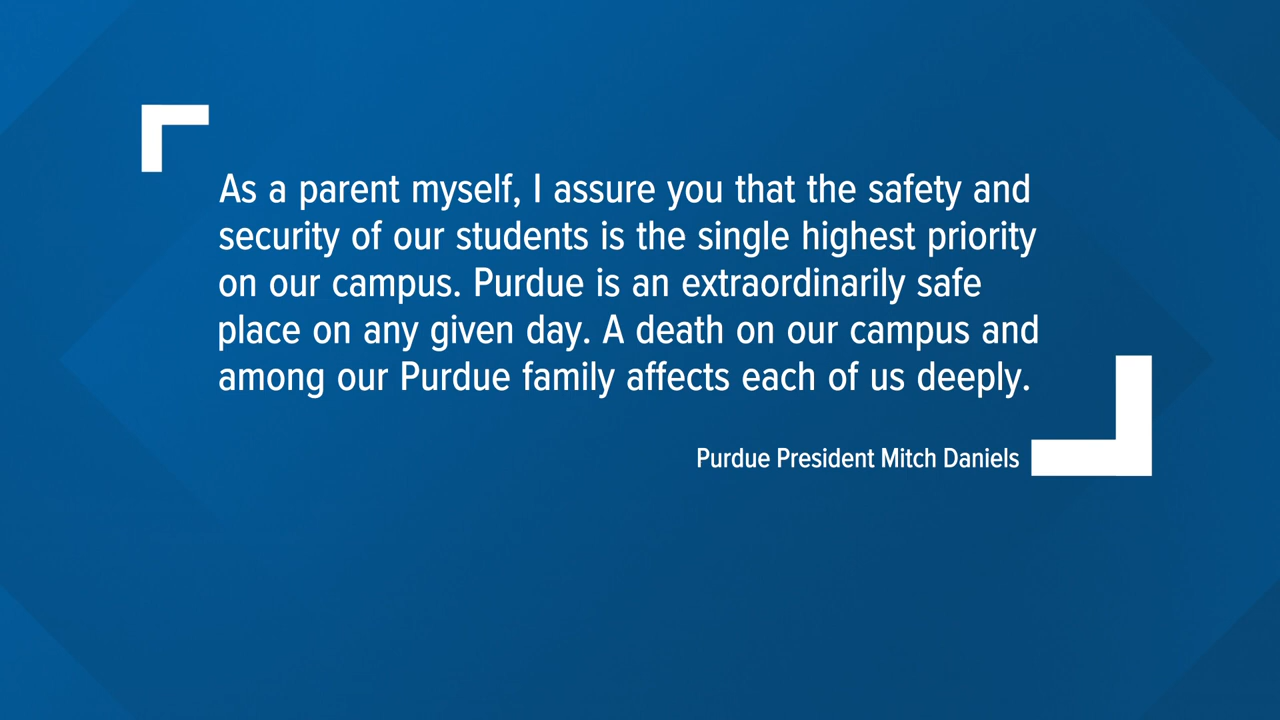 As a parent myself, I assure you that the safety and
security of our students is the single highest priority
on our campus. Purdue is an extraordinarily safe
place on any given day. A death on our campus and
among our Purdue family affects each of us deeply.
Purdue President Mitch Daniels